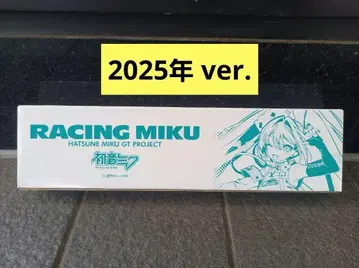 2025年 ver.
RACING MIKU
HATSUNE MIKU GT PROJECT
初音ミク